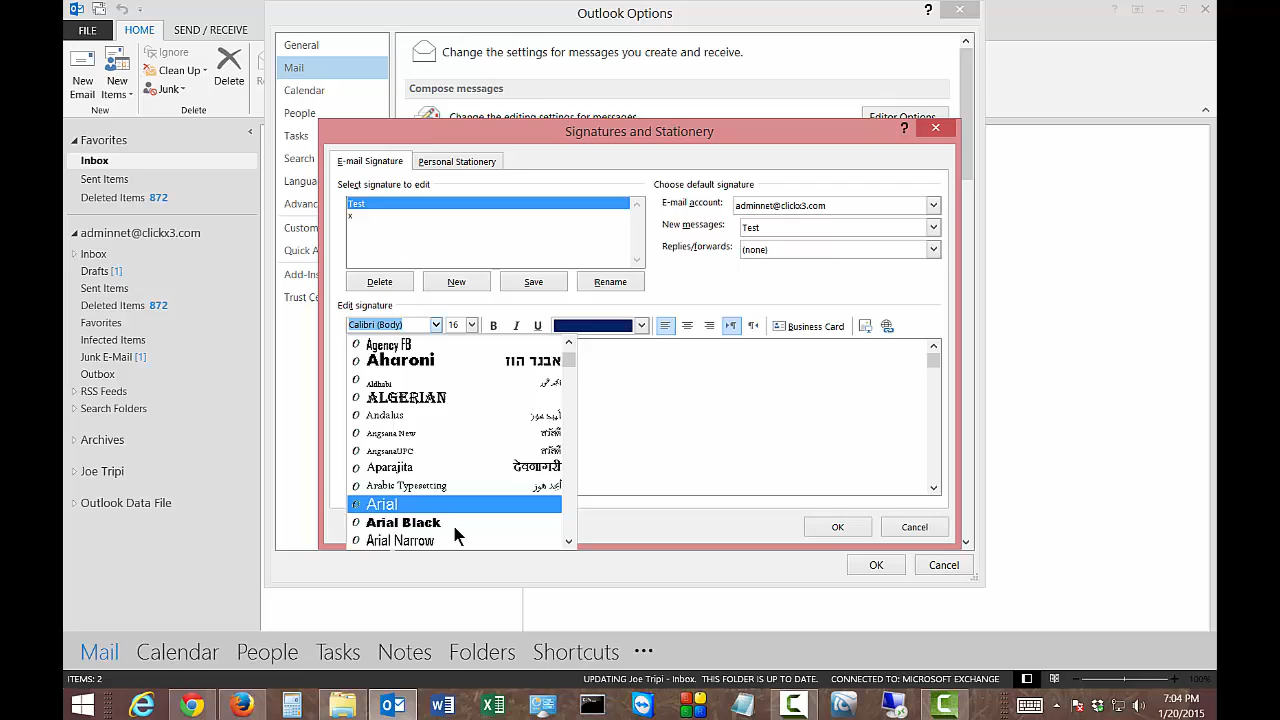 Outlook Options
?
FILE
HOME
SEND / RECEIVE
New
Email
New
Items
Ignore
Clean Up
Junk
Delete
New
Delete
General
Mail
Calendar
People
Tasks
Search
Change the settings for messages you create and receive.
Compose messages
Change the editing settings for messages.
Editor Options
Favorites
Inbox
Sent Items
Deleted Items 872
adminnet@clickx3.com
Inbox
Drafts [1]
Sent Items
Deleted Items 872
Favorites
Infected Items
Junk E-Mail [1]
Outbox
RSS Feeds
Search Folders
Archives
Joe Tripi
Outlook Data File
Signatures and Stationery
?
E-mail Signature
Personal Stationery
Select signature to edit
Test
x
Delete
New
Save
Rename
Choose default signature
E-mail account:
adminnet@clickx3.com
New messages:
Test
Replies/forwards:
(none)
Edit signature
Calibri (Body)
16
B
I
U
Business Card
Agency FB
Aharoni אבגד הוז
Aldhabi
ALGERIAN
Andalus
Angsana New
AngsanaUPC
Aparajita देवनागरी
Arabic Typesetting
Arial
Arial Black
Arial Narrow
OK
Cancel
OK
Cancel
Mail
Calendar
People
Tasks
Notes
Folders
Shortcuts
ITEMS: 2
UPDATING Joe Tripi - Inbox.
THIS FOLDER IS UP TO DATE.
CONNECTED TO: MICROSOFT EXCHANGE
100%
7:04 PM
1/20/2015